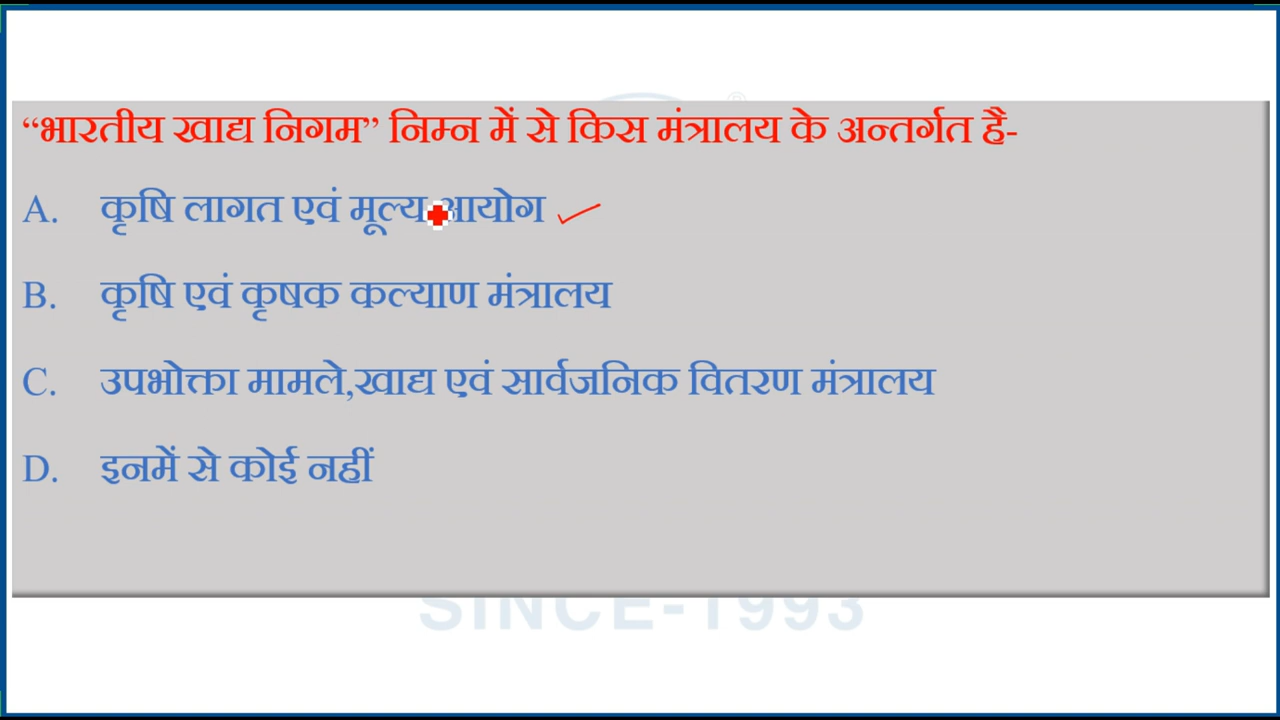 “भारतीय खाद्य निगम” निम्न में से किस मंत्रालय के अन्तर्गत है-
A. कृषि लागत एवं मूल्य आयोग
B. कृषि एवं कृषक कल्याण मंत्रालय
C. उपभोक्ता मामले,खाद्य एवं सार्वजनिक वितरण मंत्रालय
D. इनमें से कोई नहीं
SINCE-1993